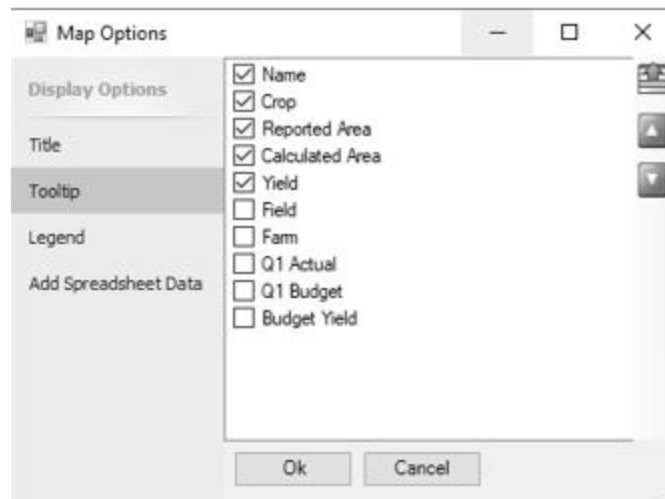 Map Options
Display Options
Title
Tooltip
Legend
Add Spreadsheet Data
Name
Crop
Reported Area
Calculated Area
Yield
Field
Farm
Q1 Actual
Q1 Budget
Budget Yield
Ok
Cancel